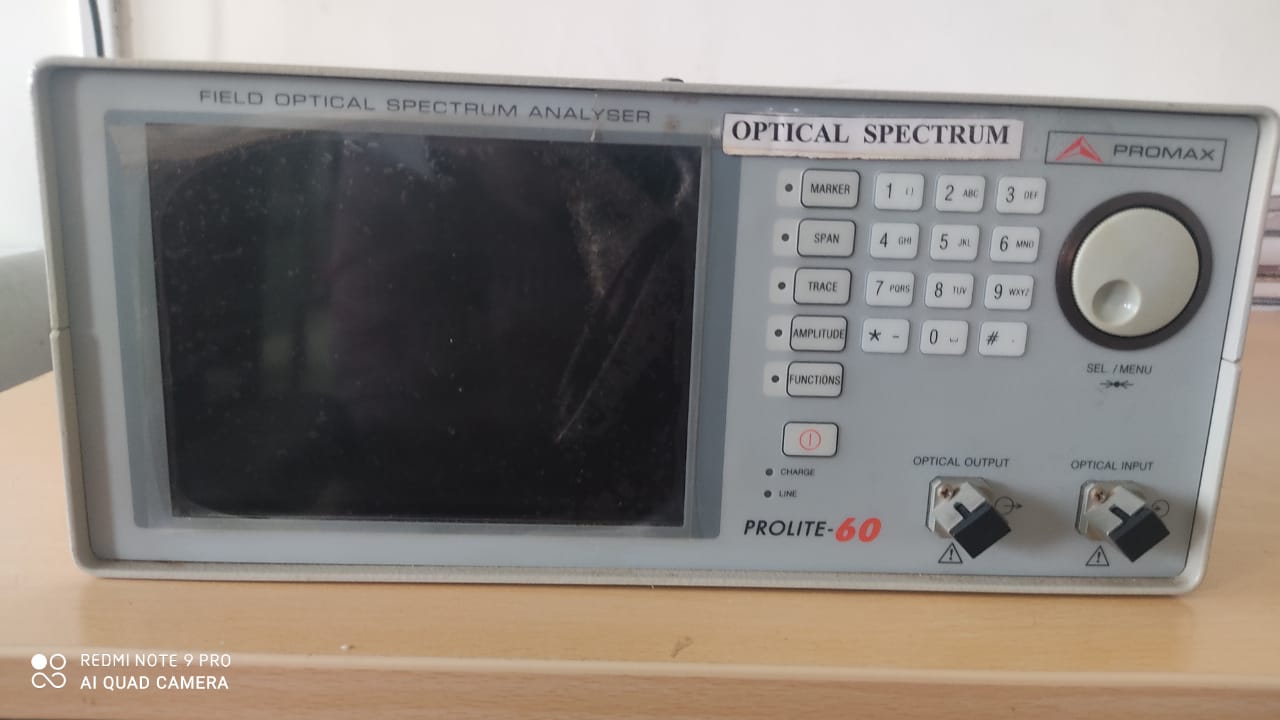 FIELD OPTICAL SPECTRUM ANALYSER
OPTICAL SPECTRUM
PROMAX
MARKER
1 ()
2 ABC
3 DEF
SPAN
4 GHI
5 JKL
6 MNO
TRACE
7 PQRS
8 TUV
9 WXYZ
AMPLITUDE
* -
0 ⎵
# .
FUNCTIONS
SEL. / MENU
CHARGE
LINE
OPTICAL OUTPUT
OPTICAL INPUT
PROLITE-60
REDMI NOTE 9 PRO
AI QUAD CAMERA